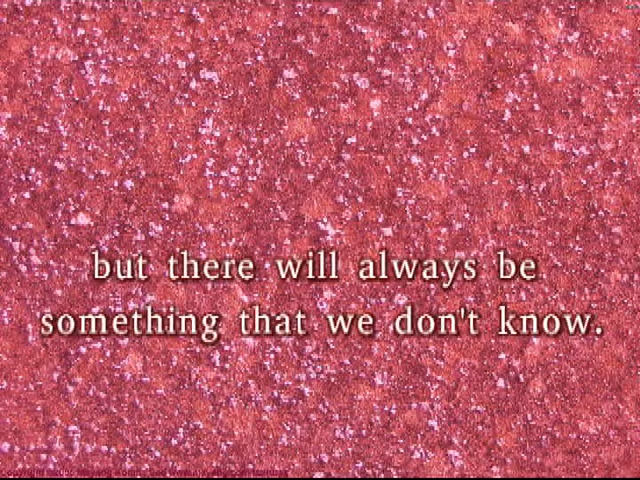 but there will always be
something that we don't know.